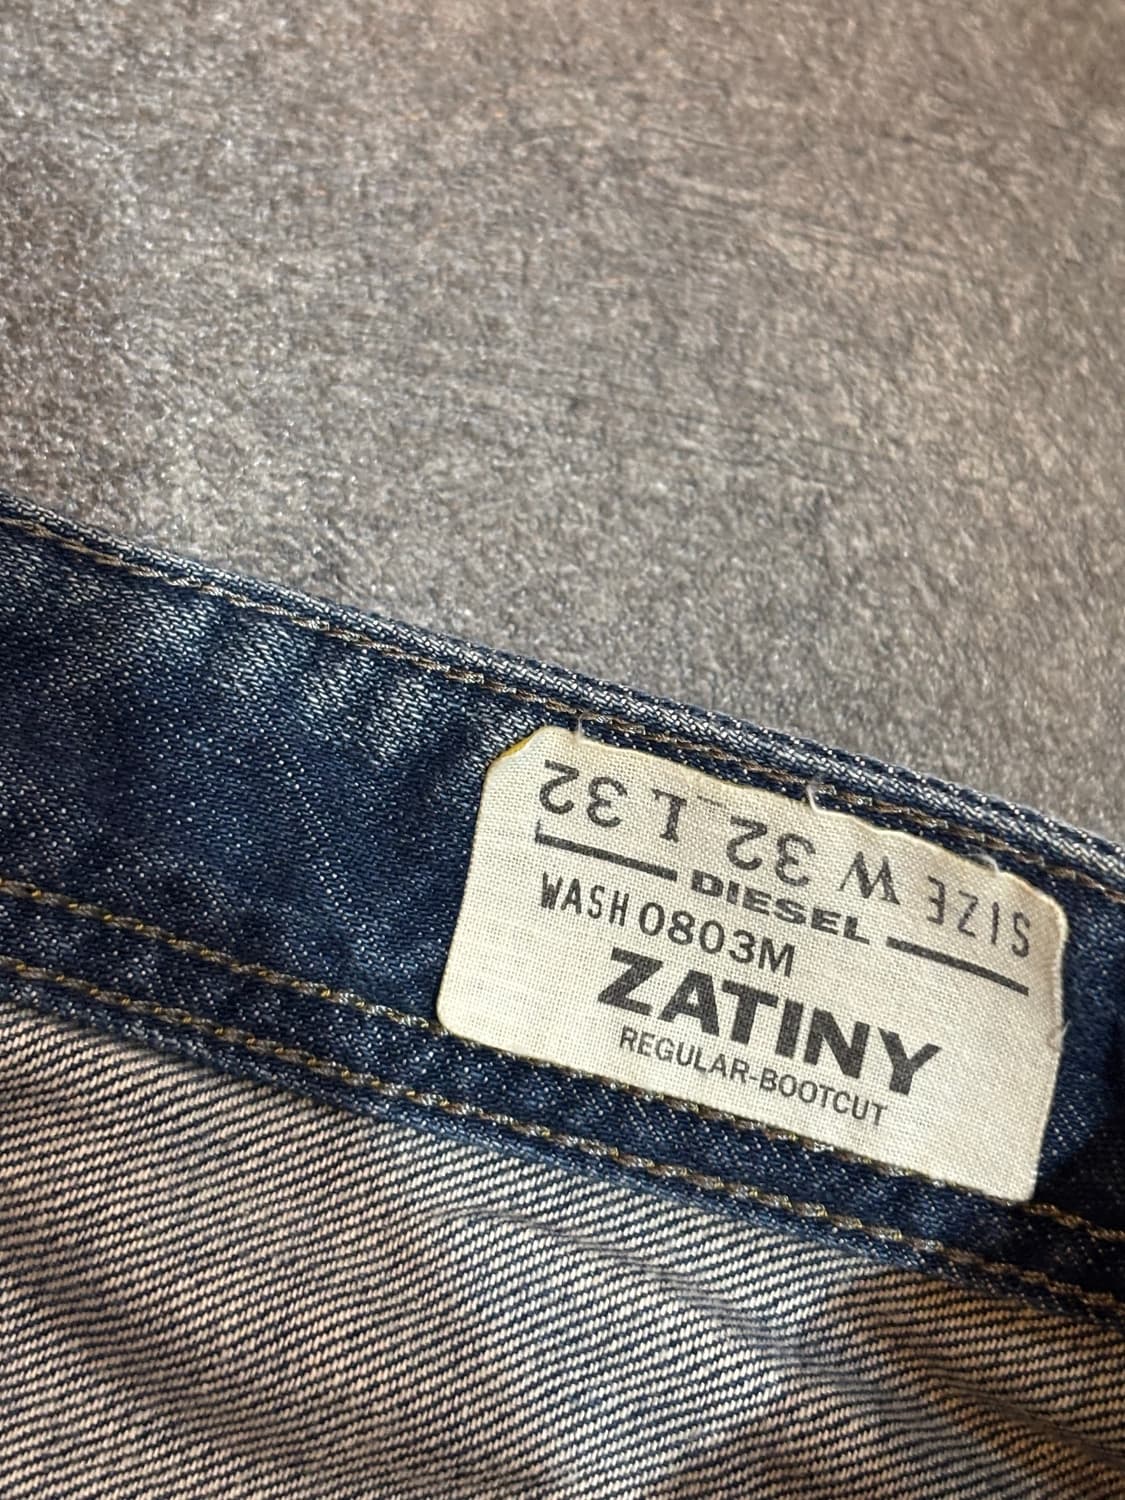 SIZE W 32 L 32
DIESEL
WASH 0803M
ZATINY
REGULAR-BOOTCUT